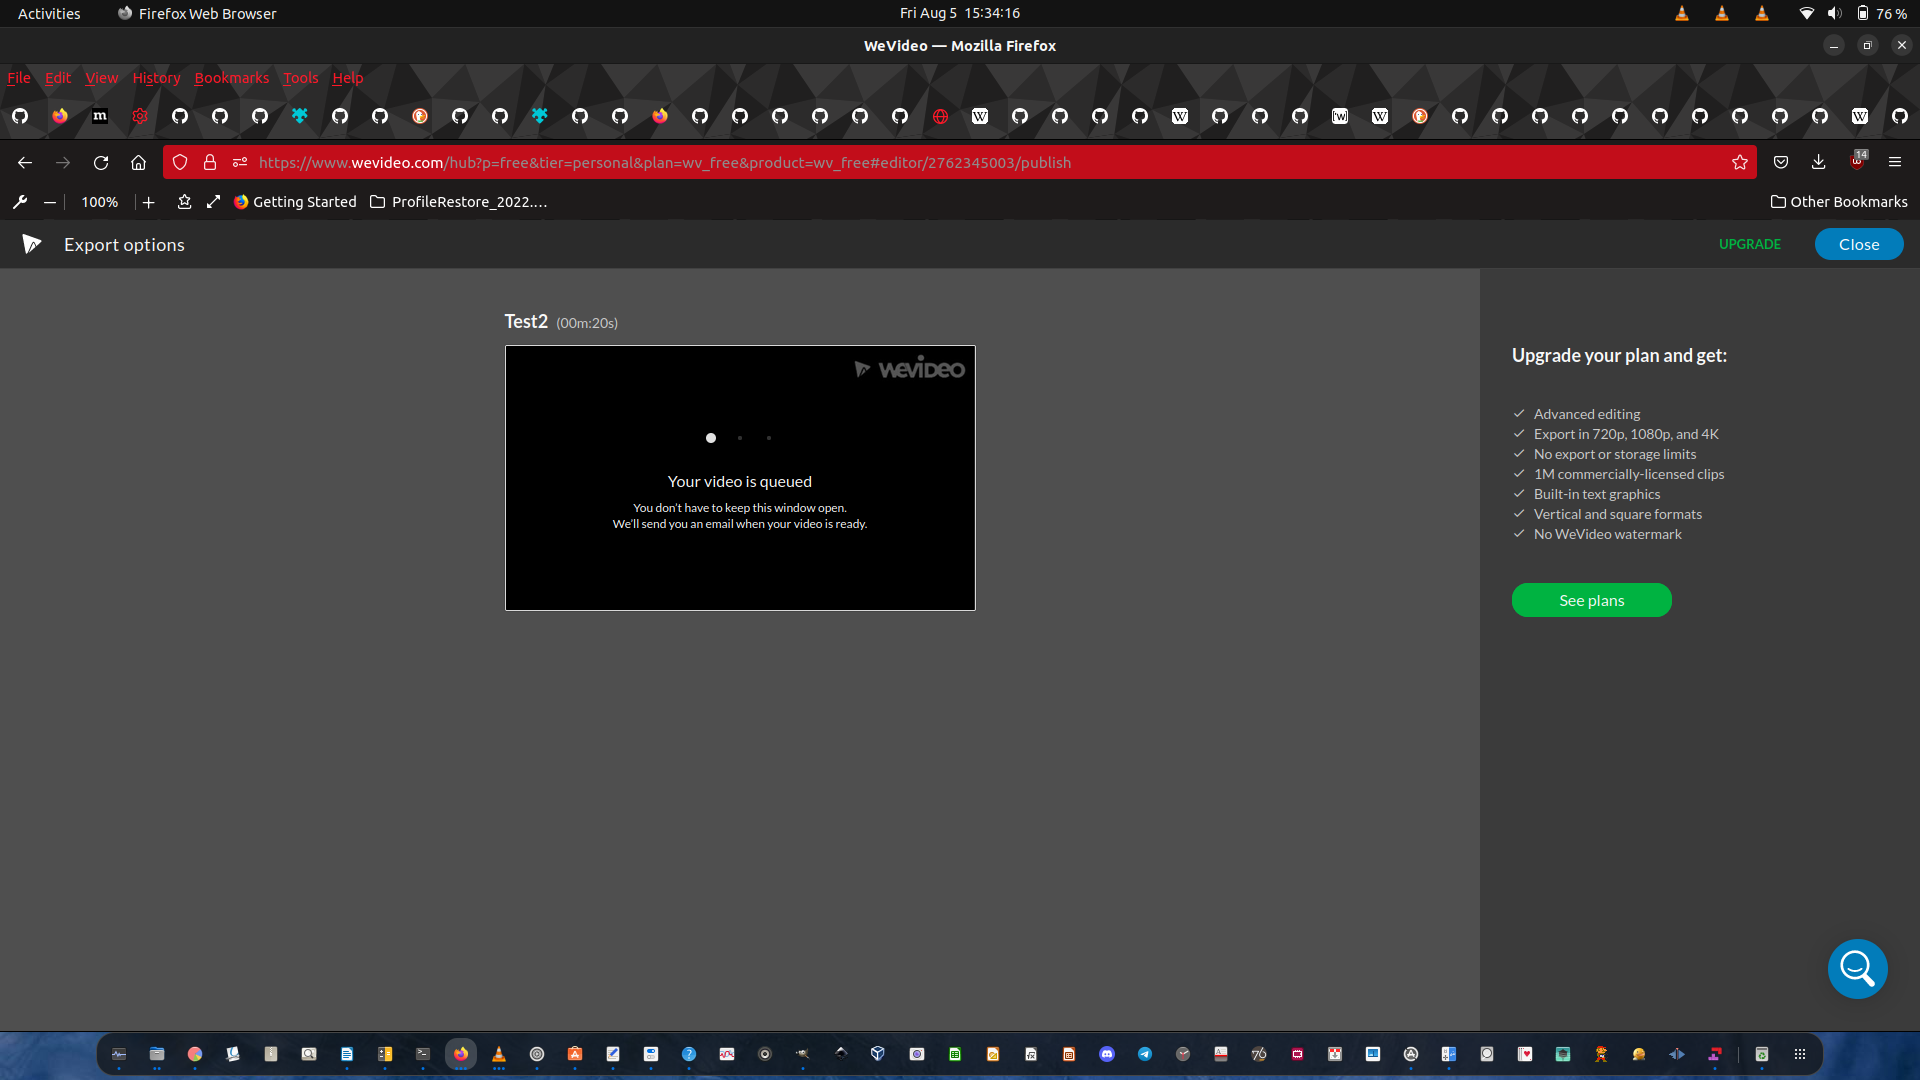 Activities
Firefox Web Browser
Fri Aug 5 15:34:16
76 %
WeVideo — Mozilla Firefox
File Edit View History Bookmarks Tools Help
https://www.wevideo.com/hub?p=free&tier=personal&plan=wv_free&product=wv_free#editor/2762345003/publish
14
100%
Getting Started
ProfileRestore_2022....
Other Bookmarks
Export options
UPGRADE
Close
Test2 (00m:20s)
WEVIDEO
Your video is queued
You don't have to keep this window open.
We'll send you an email when your video is ready.
Upgrade your plan and get:
Advanced editing
Export in 720p, 1080p, and 4K
No export or storage limits
1M commercially-licensed clips
Built-in text graphics
Vertical and square formats
No WeVideo watermark
See plans